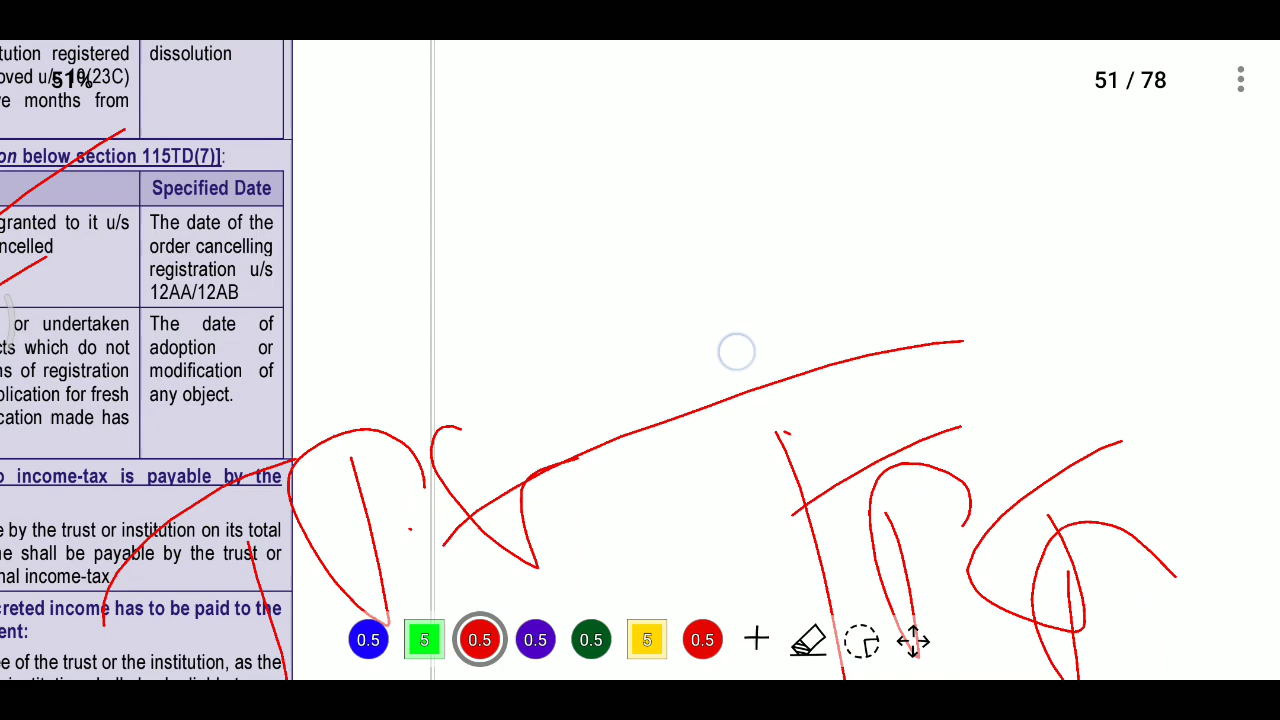 tution registered
dissolution
51%
51 / 78
oved u/s 10(23C)
ve months from
on below section 115TD(7)]:
Specified Date
granted to it u/s
ncelled
The date of the
order cancelling
registration u/s
12AA/12AB
or undertaken
cts which do not
ns of registration
plication for fresh
cation made has
The date of
adoption or
modification of
any object.
o income-tax is payable by the
e by the trust or institution on its total
ne shall be payable by the trust or
nal income-tax.
creted income has to be paid to the
ent:
ee of the trust or the institution, as the
0.5
5
0.5
0.5
0.5
5
0.5